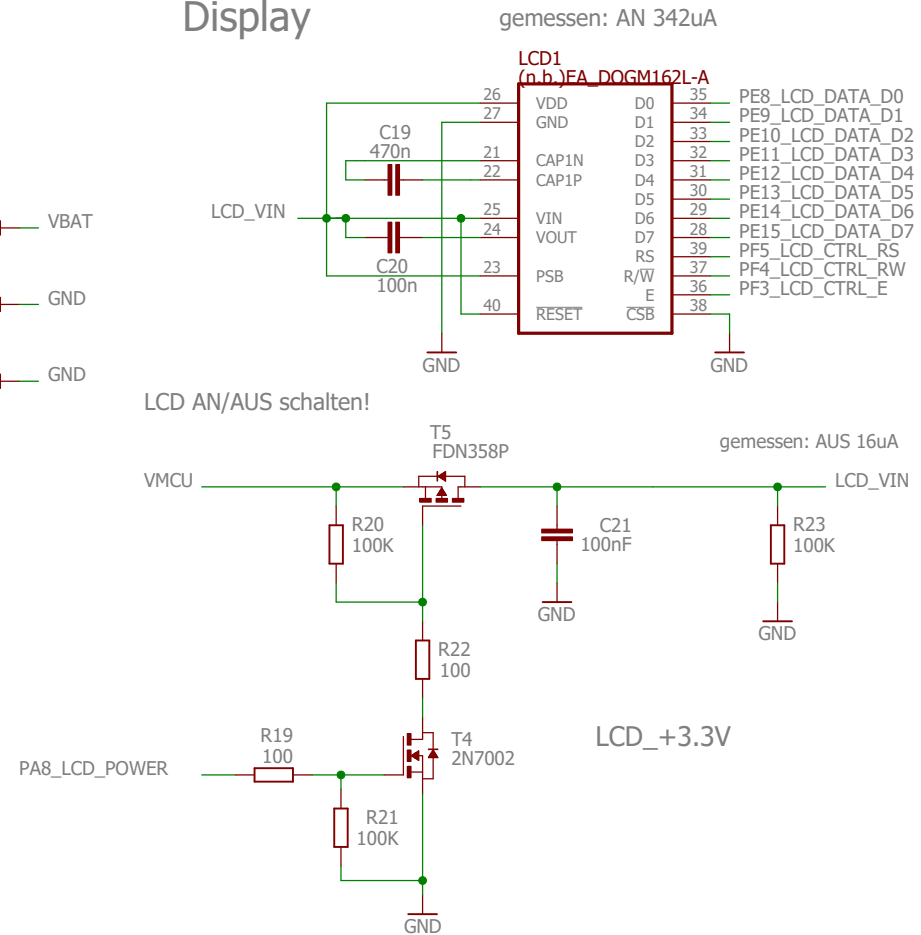 Display
gemessen: AN 342uA
LCD1
(n.b.)EA_DOGM162L-A
26 VDD D0 35 PE8_LCD_DATA_D0
27 GND D1 34 PE9_LCD_DATA_D1
D2 33 PE10_LCD_DATA_D2
C19
470n
21 CAP1N D3 32 PE11_LCD_DATA_D3
22 CAP1P D4 31 PE12_LCD_DATA_D4
D5 30 PE13_LCD_DATA_D5
VBAT
LCD_VIN
25 VIN D6 29 PE14_LCD_DATA_D6
24 VOUT D7 28 PE15_LCD_DATA_D7
RS 39 PF5_LCD_CTRL_RS
C20
100n
23 PSB R/W 37 PF4_LCD_CTRL_RW
E 36 PF3_LCD_CTRL_E
GND
40 RESET CSB 38
GND
GND
GND
LCD AN/AUS schalten!
T5
FDN358P
gemessen: AUS 16uA
VMCU
LCD_VIN
R20
100K
C21
100nF
R23
100K
GND
GND
R22
100
R19
100
T4
2N7002
LCD_+3.3V
PA8_LCD_POWER
R21
100K
GND